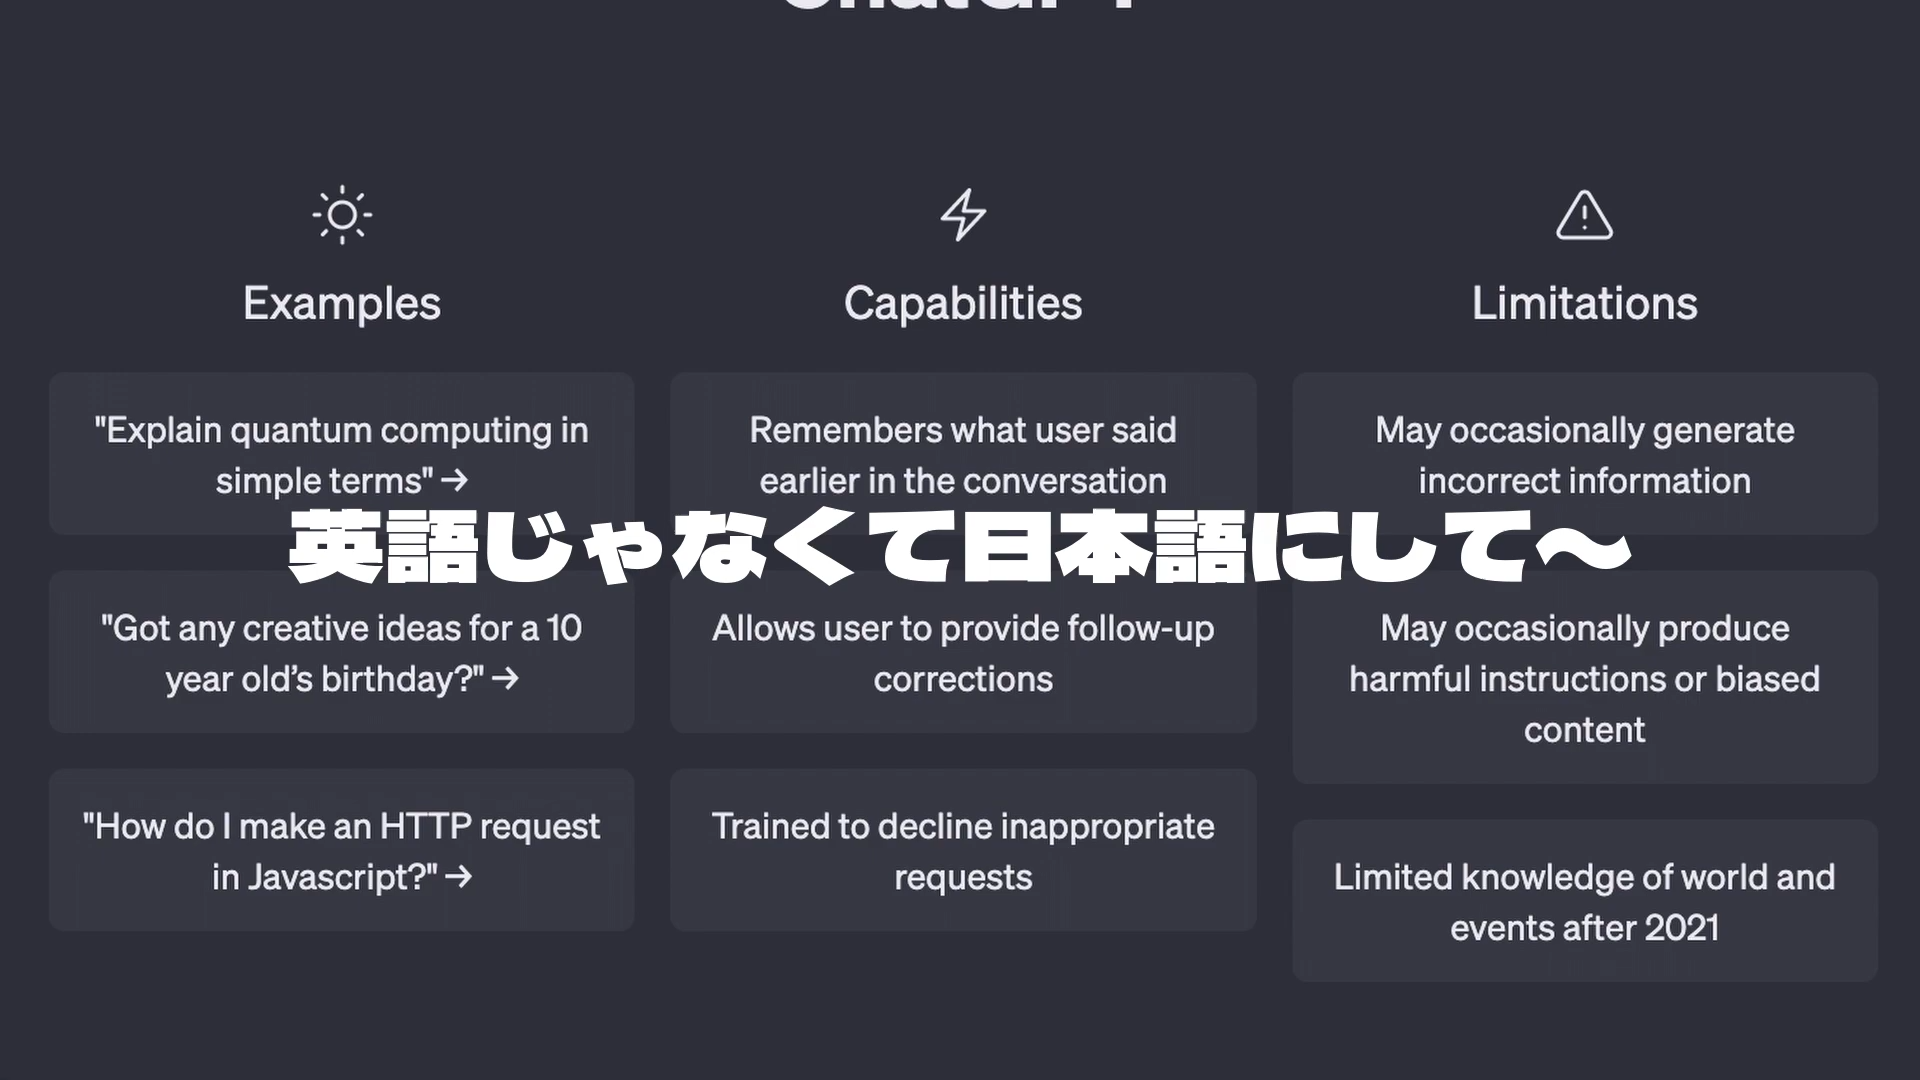 Examples
"Explain quantum computing in
simple terms" →
"Got any creative ideas for a 10
year old’s birthday?" →
"How do I make an HTTP request
in Javascript?" →
Capabilities
Remembers what user said
earlier in the conversation
Allows user to provide follow-up
corrections
Trained to decline inappropriate
requests
Limitations
May occasionally generate
incorrect information
May occasionally produce
harmful instructions or biased
content
Limited knowledge of world and
events after 2021
英語じゃなくて日本語にして〜